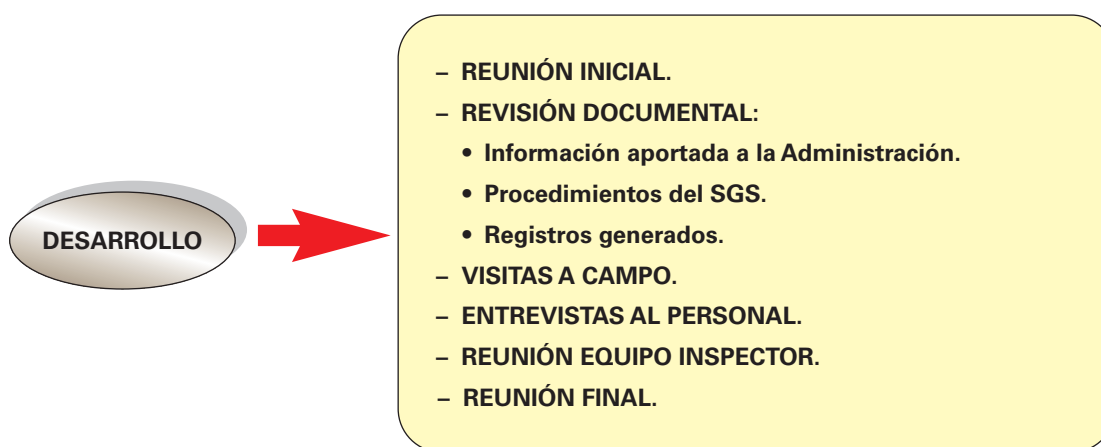 DESARROLLO
– REUNIÓN INICIAL.
– REVISIÓN DOCUMENTAL:
• Información aportada a la Administración.
• Procedimientos del SGS.
• Registros generados.
– VISITAS A CAMPO.
– ENTREVISTAS AL PERSONAL.
– REUNIÓN EQUIPO INSPECTOR.
– REUNIÓN FINAL.